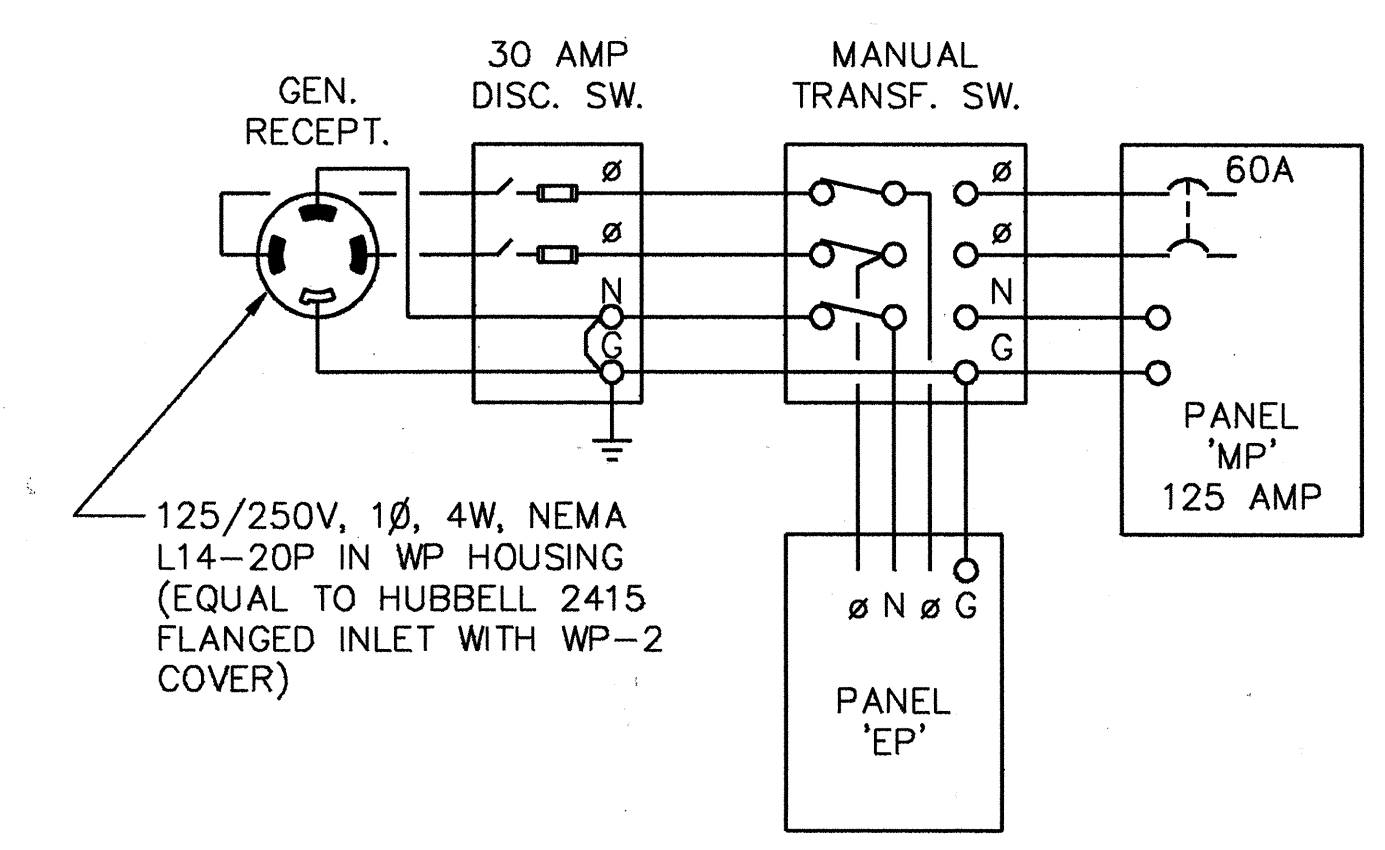 30 AMP
DISC. SW.
MANUAL
TRANSF. SW.
GEN.
RECEPT.
Ø
Ø
N
G
Ø
Ø
N
G
60A
PANEL
'MP'
125 AMP
125/250V, 1Ø, 4W, NEMA
L14-20P IN WP HOUSING
(EQUAL TO HUBBELL 2415
FLANGED INLET WITH WP-2
COVER)
Ø N Ø G
PANEL
'EP'